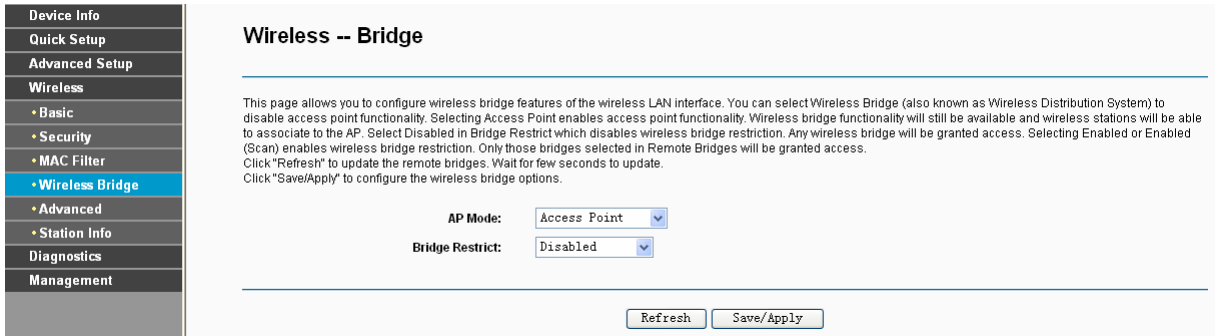 Device Info
Quick Setup
Advanced Setup
Wireless
• Basic
• Security
• MAC Filter
• Wireless Bridge
• Advanced
• Station Info
Diagnostics
Management
Wireless -- Bridge
This page allows you to configure wireless bridge features of the wireless LAN interface. You can select Wireless Bridge (also known as Wireless Distribution System) to
disable access point functionality. Selecting Access Point enables access point functionality. Wireless bridge functionality will still be available and wireless stations will be able
to associate to the AP. Select Disabled in Bridge Restrict which disables wireless bridge restriction. Any wireless bridge will be granted access. Selecting Enabled or Enabled
(Scan) enables wireless bridge restriction. Only those bridges selected in Remote Bridges will be granted access.
Click "Refresh" to update the remote bridges. Wait for few seconds to update.
Click "Save/Apply" to configure the wireless bridge options.
AP Mode: Access Point
Bridge Restrict: Disabled
Refresh Save/Apply